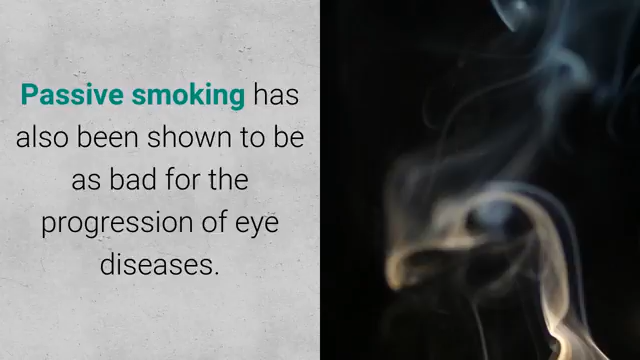 Passive smoking has
also been shown to be
as bad for the
progression of eye
diseases.